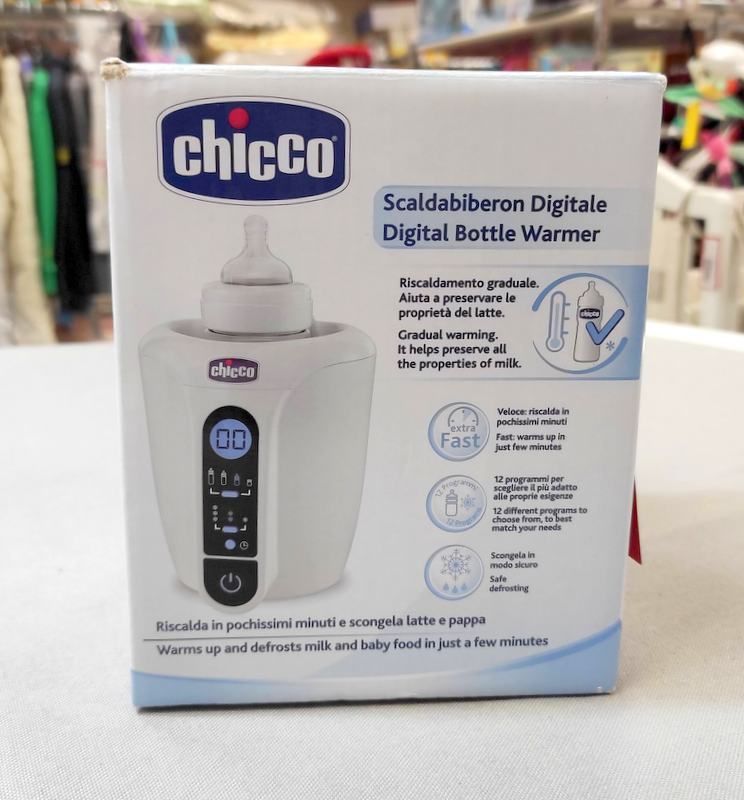 chicco
Scaldabiberon Digitale
Digital Bottle Warmer
Riscaldamento graduale.
Aiuta a preservare le
proprietà del latte.
Gradual warming.
It helps preserve all
the properties of milk.
chicco
*
chicco
00
extra
Fast
Veloce: riscalda in
pochissimi minuti
Fast: warms up in
just few minutes
12 Programmi
12 Programs
12 programmi per
scegliere il più adatto
alle proprie esigenze
12 different programs to
choose from, to best
match your needs
Scongela in
modo sicuro
Safe
defrosting
Riscalda in pochissimi minuti e scongela latte e pappa
Warms up and defrosts milk and baby food in just a few minutes